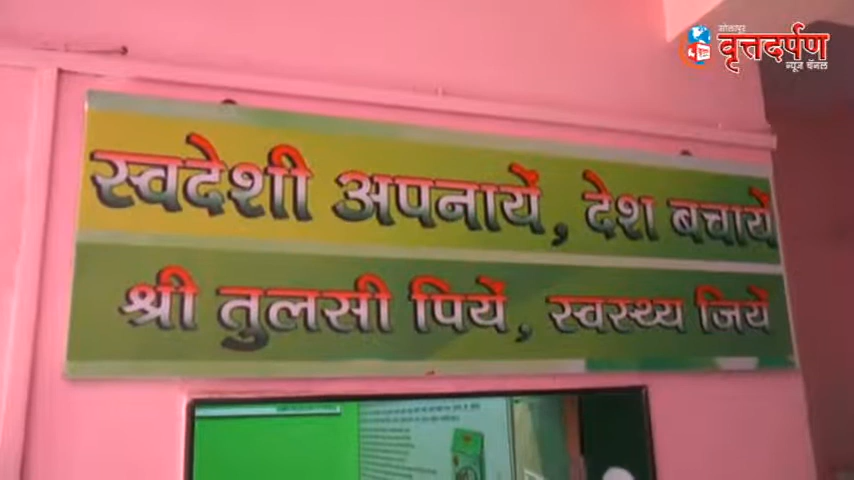 सोलापूर
वृत्तदर्पण
न्यूज चॅनल
स्वदेशी अपनायें, देश बचायें
श्री तुलसी पियें, स्वस्थ्य जियें